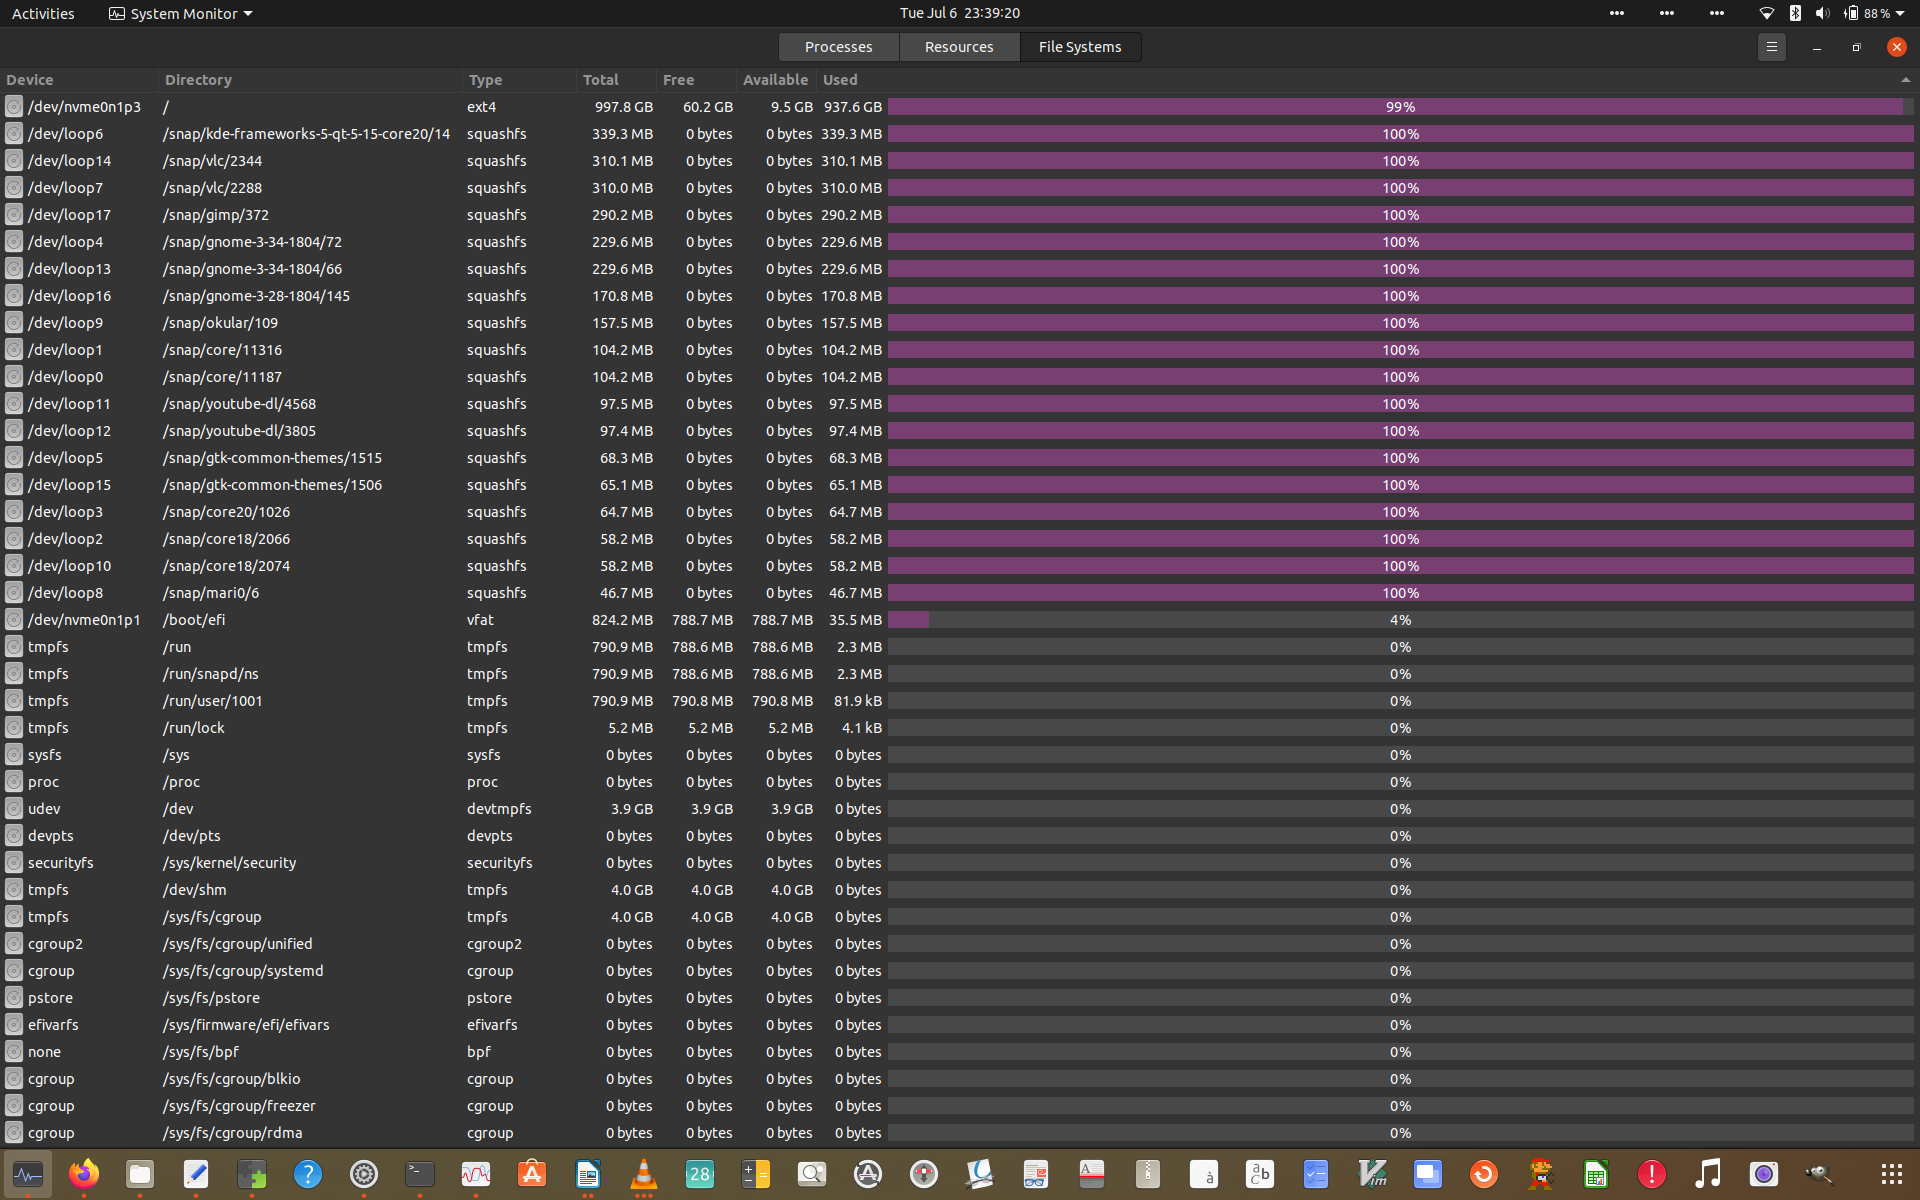 Activities System Monitor Tue Jul 6 23:39:20 88%
Processes Resources File Systems
Device Directory Type Total Free Available Used
/dev/nvme0n1p3 / ext4 997.8 GB 60.2 GB 9.5 GB 937.6 GB 99%
/dev/loop6 /snap/kde-frameworks-5-qt-5-15-core20/14 squashfs 339.3 MB 0 bytes 0 bytes 339.3 MB 100%
/dev/loop14 /snap/vlc/2344 squashfs 310.1 MB 0 bytes 0 bytes 310.1 MB 100%
/dev/loop7 /snap/vlc/2288 squashfs 310.0 MB 0 bytes 0 bytes 310.0 MB 100%
/dev/loop17 /snap/gimp/372 squashfs 290.2 MB 0 bytes 0 bytes 290.2 MB 100%
/dev/loop4 /snap/gnome-3-34-1804/72 squashfs 229.6 MB 0 bytes 0 bytes 229.6 MB 100%
/dev/loop13 /snap/gnome-3-34-1804/66 squashfs 229.6 MB 0 bytes 0 bytes 229.6 MB 100%
/dev/loop16 /snap/gnome-3-28-1804/145 squashfs 170.8 MB 0 bytes 0 bytes 170.8 MB 100%
/dev/loop9 /snap/okular/109 squashfs 157.5 MB 0 bytes 0 bytes 157.5 MB 100%
/dev/loop1 /snap/core/11316 squashfs 104.2 MB 0 bytes 0 bytes 104.2 MB 100%
/dev/loop0 /snap/core/11187 squashfs 104.2 MB 0 bytes 0 bytes 104.2 MB 100%
/dev/loop11 /snap/youtube-dl/4568 squashfs 97.5 MB 0 bytes 0 bytes 97.5 MB 100%
/dev/loop12 /snap/youtube-dl/3805 squashfs 97.4 MB 0 bytes 0 bytes 97.4 MB 100%
/dev/loop5 /snap/gtk-common-themes/1515 squashfs 68.3 MB 0 bytes 0 bytes 68.3 MB 100%
/dev/loop15 /snap/gtk-common-themes/1506 squashfs 65.1 MB 0 bytes 0 bytes 65.1 MB 100%
/dev/loop3 /snap/core20/1026 squashfs 64.7 MB 0 bytes 0 bytes 64.7 MB 100%
/dev/loop2 /snap/core18/2066 squashfs 58.2 MB 0 bytes 0 bytes 58.2 MB 100%
/dev/loop10 /snap/core18/2074 squashfs 58.2 MB 0 bytes 0 bytes 58.2 MB 100%
/dev/loop8 /snap/mari0/6 squashfs 46.7 MB 0 bytes 0 bytes 46.7 MB 100%
/dev/nvme0n1p1 /boot/efi vfat 824.2 MB 788.7 MB 788.7 MB 35.5 MB 4%
tmpfs /run tmpfs 790.9 MB 788.6 MB 788.6 MB 2.3 MB 0%
tmpfs /run/snapd/ns tmpfs 790.9 MB 788.6 MB 788.6 MB 2.3 MB 0%
tmpfs /run/user/1001 tmpfs 790.9 MB 790.8 MB 790.8 MB 81.9 kB 0%
tmpfs /run/lock tmpfs 5.2 MB 5.2 MB 5.2 MB 4.1 kB 0%
sysfs /sys sysfs 0 bytes 0 bytes 0 bytes 0 bytes 0%
proc /proc proc 0 bytes 0 bytes 0 bytes 0 bytes 0%
udev /dev devtmpfs 3.9 GB 3.9 GB 3.9 GB 0 bytes 0%
devpts /dev/pts devpts 0 bytes 0 bytes 0 bytes 0 bytes 0%
securityfs /sys/kernel/security securityfs 0 bytes 0 bytes 0 bytes 0 bytes 0%
tmpfs /dev/shm tmpfs 4.0 GB 4.0 GB 4.0 GB 0 bytes 0%
tmpfs /sys/fs/cgroup tmpfs 4.0 GB 4.0 GB 4.0 GB 0 bytes 0%
cgroup2 /sys/fs/cgroup/unified cgroup2 0 bytes 0 bytes 0 bytes 0 bytes 0%
cgroup /sys/fs/cgroup/systemd cgroup 0 bytes 0 bytes 0 bytes 0 bytes 0%
pstore /sys/fs/pstore pstore 0 bytes 0 bytes 0 bytes 0 bytes 0%
efivarfs /sys/firmware/efi/efivars efivarfs 0 bytes 0 bytes 0 bytes 0 bytes 0%
none /sys/fs/bpf bpf 0 bytes 0 bytes 0 bytes 0 bytes 0%
cgroup /sys/fs/cgroup/blkio cgroup 0 bytes 0 bytes 0 bytes 0 bytes 0%
cgroup /sys/fs/cgroup/freezer cgroup 0 bytes 0 bytes 0 bytes 0 bytes 0%
cgroup /sys/fs/cgroup/rdma cgroup 0 bytes 0 bytes 0 bytes 0 bytes 0%
28 à Vim